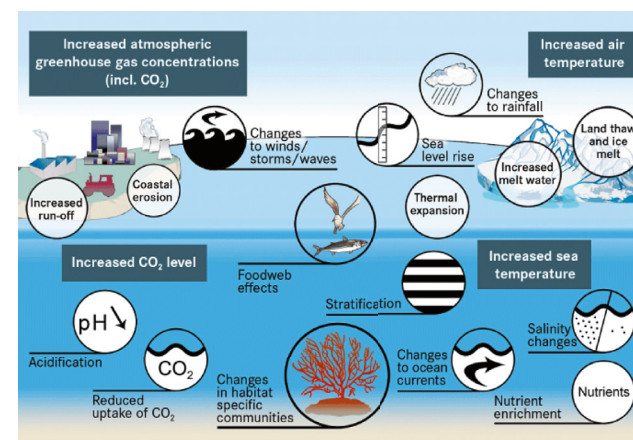 Increased atmospheric
greenhouse gas concentrations
(incl. CO₂)
Increased air
temperature
Changes
to rainfall
Changes
to winds/
storms/waves
Sea
level rise
Land thaw
and ice
melt
Increased
melt water
Coastal
erosion
Increased
run-off
Thermal
expansion
Increased CO₂ level
Foodweb
effects
Increased sea
temperature
Stratification
pH
Acidification
CO₂
Reduced
uptake of CO₂
Changes
in habitat
specific
communities
Changes
to ocean
currents
Salinity
changes
Nutrients
Nutrient
enrichment